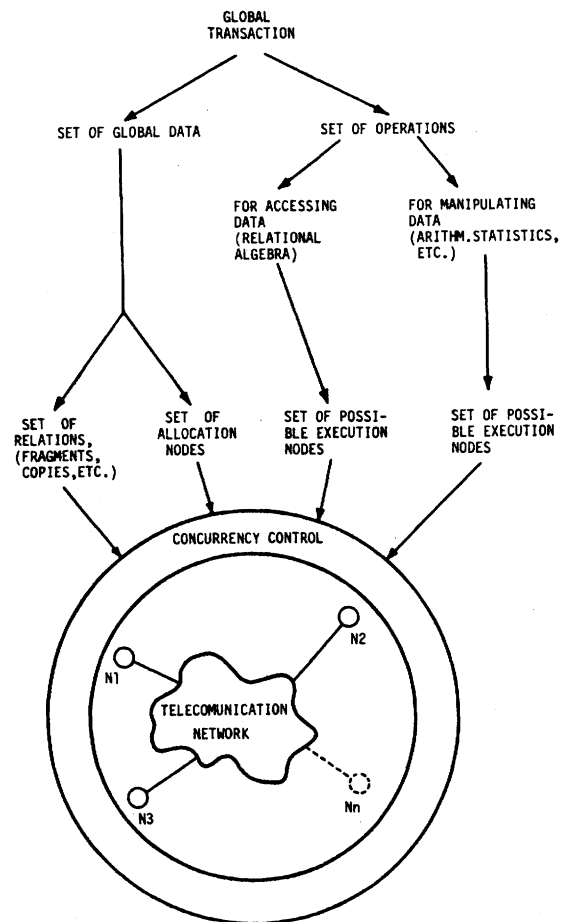 GLOBAL
TRANSACTION
SET OF GLOBAL DATA
SET OF OPERATIONS
FOR ACCESSING
DATA
(RELATIONAL
ALGEBRA)
FOR MANIPULATING
DATA
(ARITHM.STATISTICS,
ETC.)
SET OF
RELATIONS,
(FRAGMENTS,
COPIES,ETC.)
SET OF
ALLOCATION
NODES
SET OF POSSI-
BLE EXECUTION
NODES
SET OF POSSI-
BLE EXECUTION
NODES
CONCURRENCY CONTROL
N1
N2
TELECOMUNICATION
NETWORK
N3
Nn